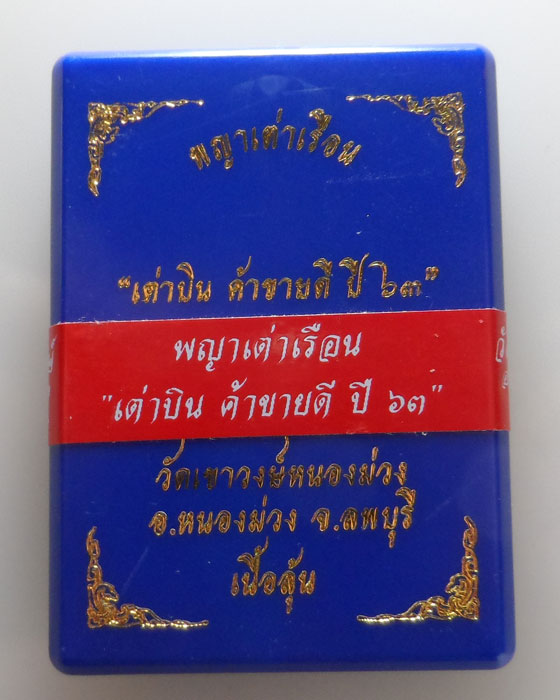 พญาเต่าเรือน
"เต่าบิน ค้าขายดี ปี ๖๓"
พญาเต่าเรือน
"เต่าบิน ค้าขายดี ปี ๖๓"
วัดเขาวงษ์หนองม่วง
อ.หนองม่วง จ.ลพบุรี
เนื้อลุ้น